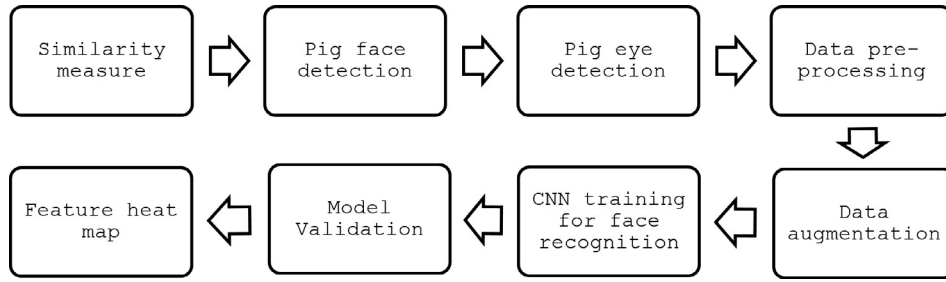 Similarity
measure
Pig face
detection
Pig eye
detection
Data pre-
processing
Data
augmentation
CNN training
for face
recognition
Model
Validation
Feature heat
map